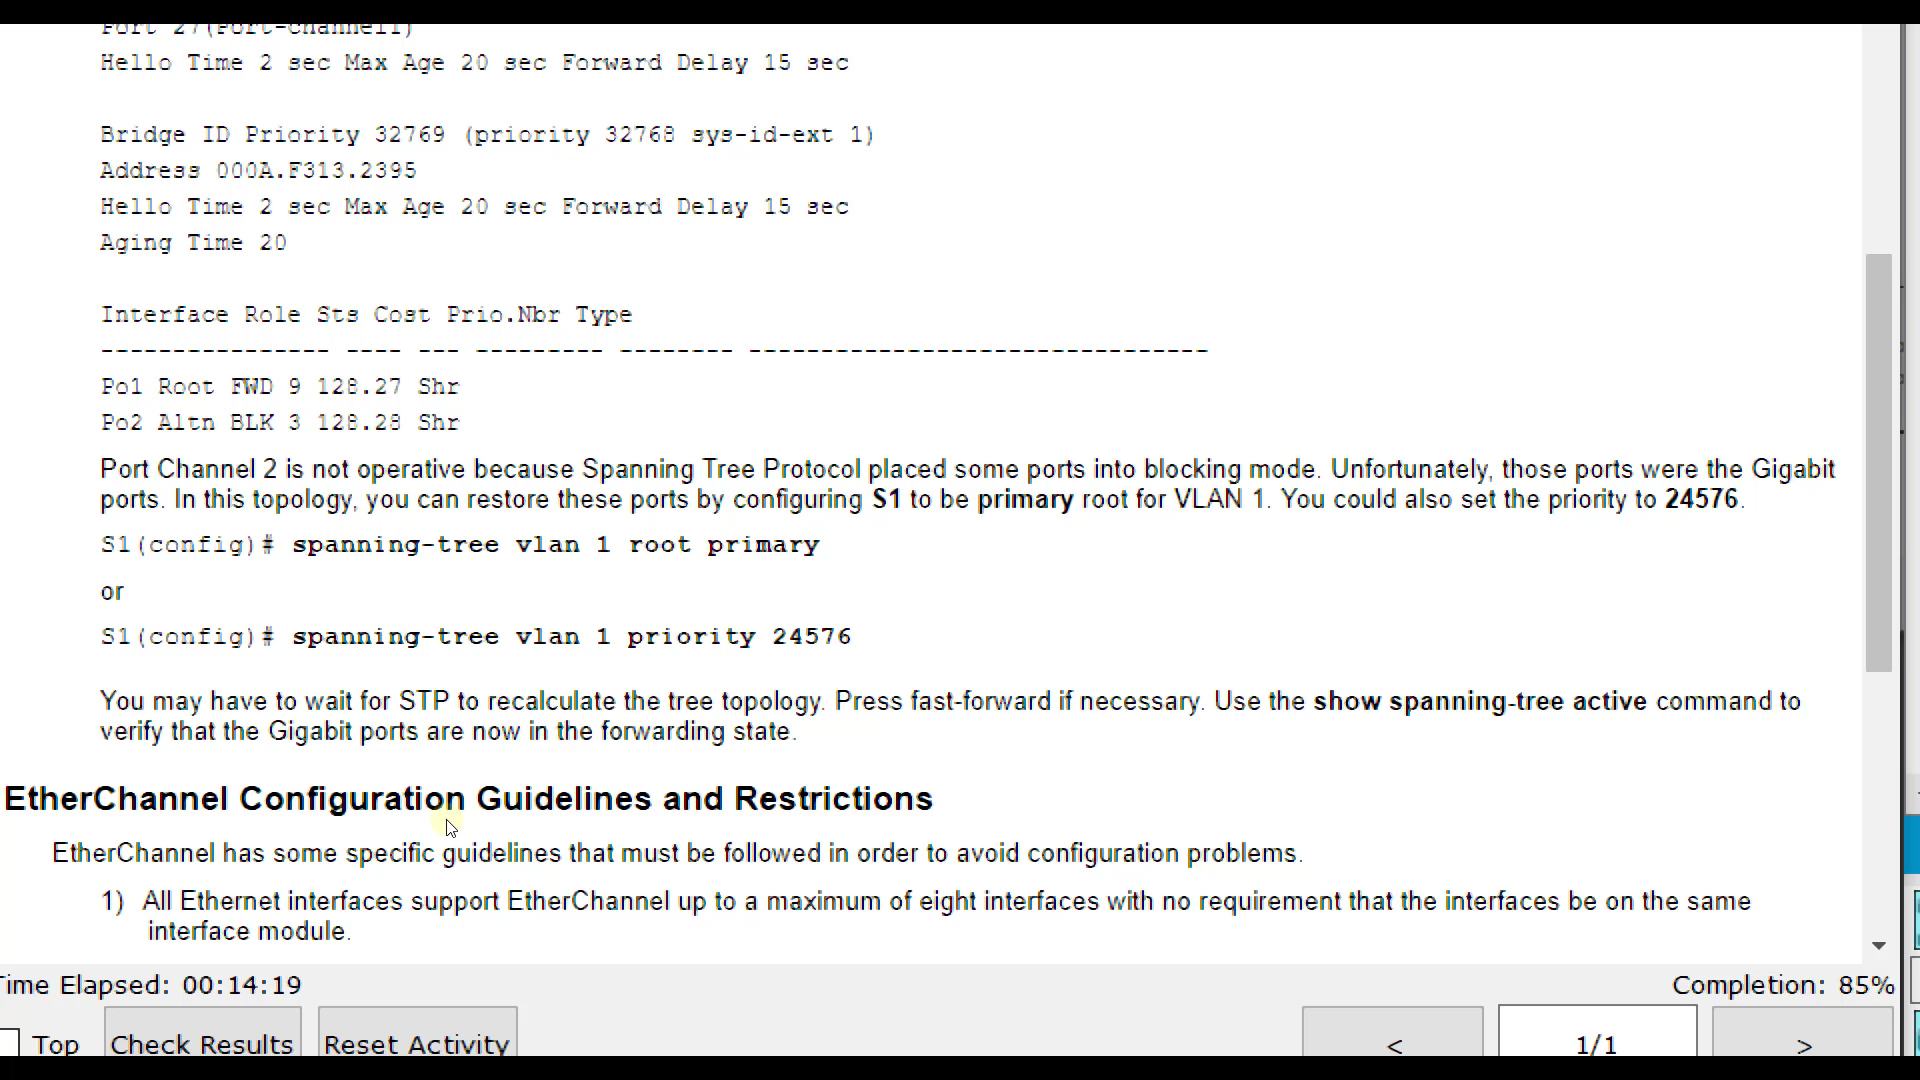 Port 27(Port-channel1)
Hello Time 2 sec Max Age 20 sec Forward Delay 15 sec
Bridge ID Priority 32769 (priority 32768 sys-id-ext 1)
Address 000A.F313.2395
Hello Time 2 sec Max Age 20 sec Forward Delay 15 sec
Aging Time 20
Interface Role Sts Cost Prio.Nbr Type
---------------- ---- --- --------- -------- --------------------------------
Po1 Root FWD 9 128.27 Shr
Po2 Altn BLK 3 128.28 Shr
Port Channel 2 is not operative because Spanning Tree Protocol placed some ports into blocking mode. Unfortunately, those ports were the Gigabit
ports. In this topology, you can restore these ports by configuring S1 to be primary root for VLAN 1. You could also set the priority to 24576.
S1(config)# spanning-tree vlan 1 root primary
or
S1(config)# spanning-tree vlan 1 priority 24576
You may have to wait for STP to recalculate the tree topology. Press fast-forward if necessary. Use the show spanning-tree active command to
verify that the Gigabit ports are now in the forwarding state.
EtherChannel Configuration Guidelines and Restrictions
EtherChannel has some specific guidelines that must be followed in order to avoid configuration problems.
1) All Ethernet interfaces support EtherChannel up to a maximum of eight interfaces with no requirement that the interfaces be on the same
interface module.
Time Elapsed: 00:14:19 Completion: 85%
Top Check Results Reset Activity < 1/1 >